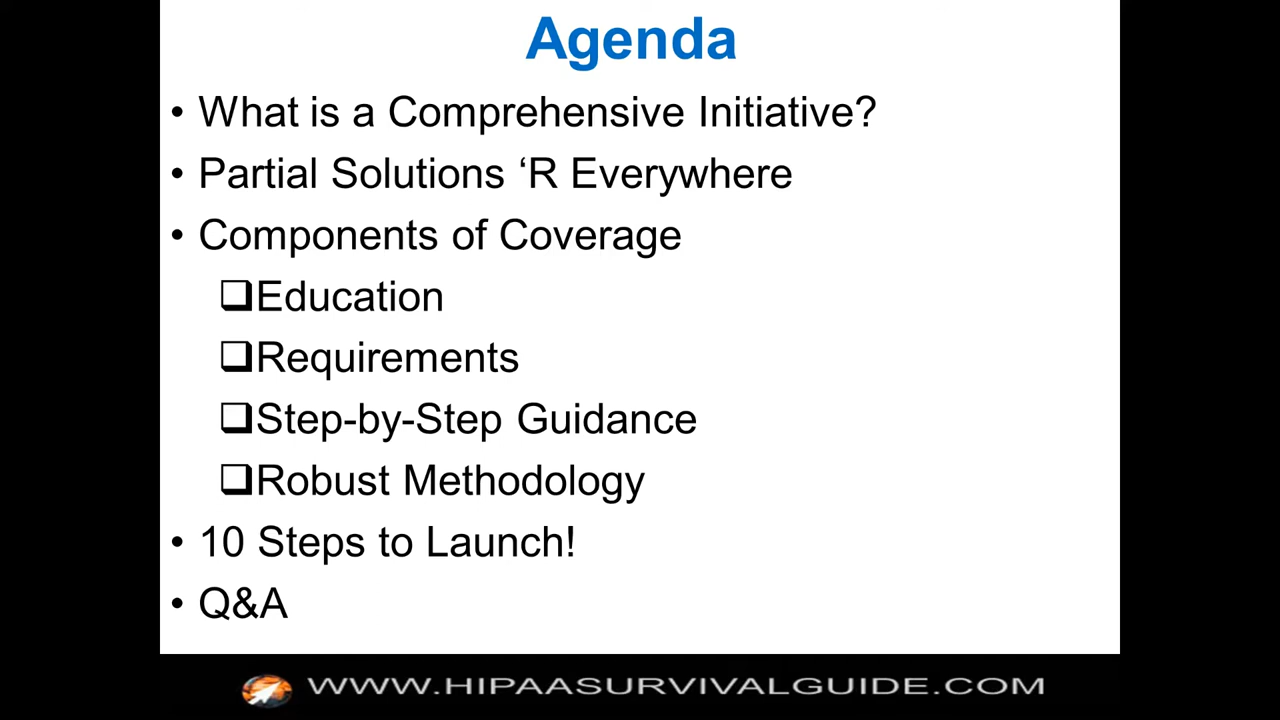 Agenda
• What is a Comprehensive Initiative?
• Partial Solutions ‘R Everywhere
• Components of Coverage
❑Education
❑Requirements
❑Step-by-Step Guidance
❑Robust Methodology
• 10 Steps to Launch!
• Q&A
WWW.HIPAASURVIVALGUIDE.COM